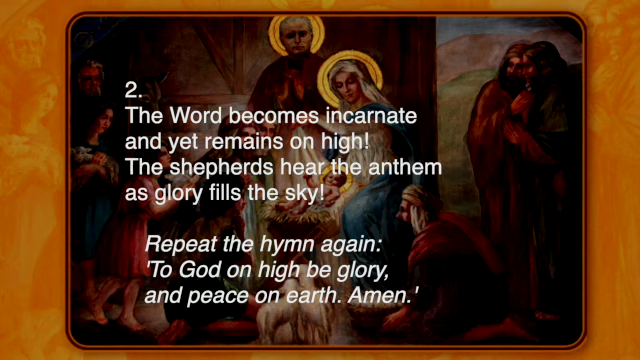 2.
The Word becomes incarnate
and yet remains on high!
The shepherds hear the anthem
as glory fills the sky!
Repeat the hymn again:
'To God on high be glory,
and peace on earth. Amen.'